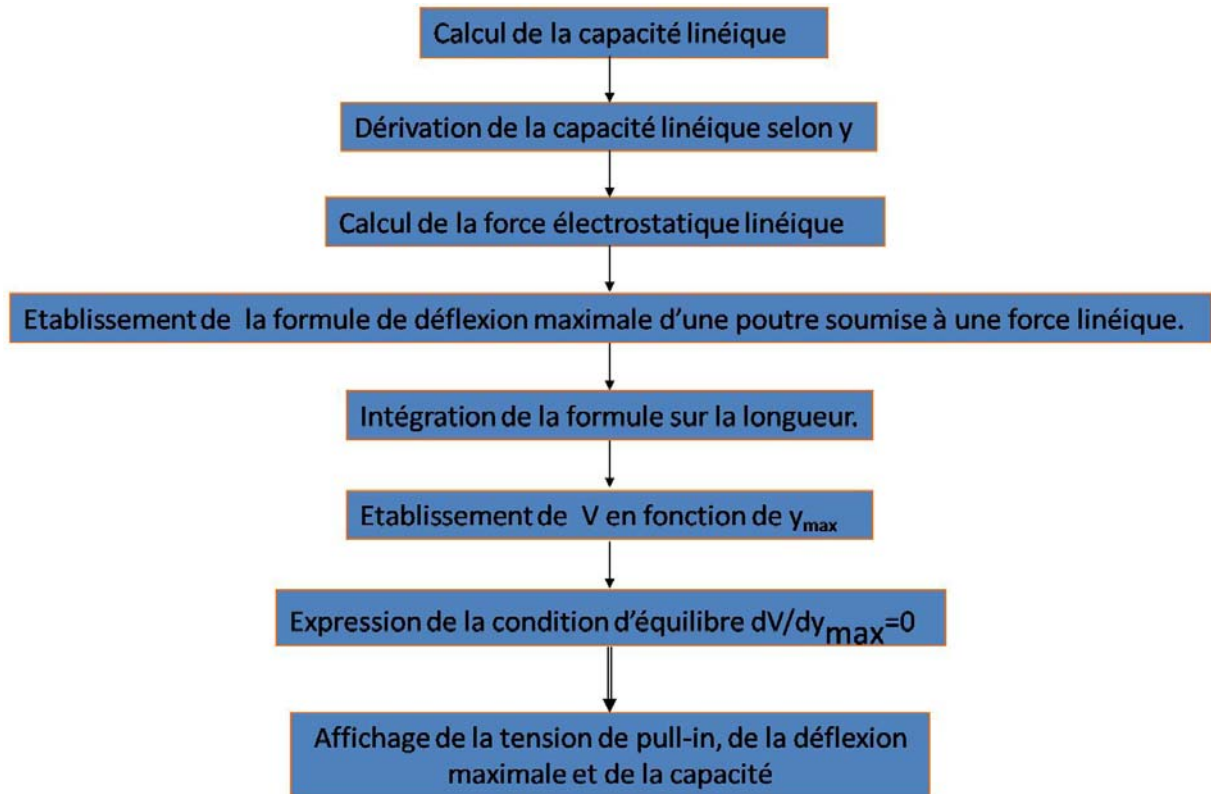 Calcul de la capacité linéique
Dérivation de la capacité linéique selon y
Calcul de la force électrostatique linéique
Etablissement de la formule de déflexion maximale d'une poutre soumise à une force linéique.
Intégration de la formule sur la longueur.
Etablissement de V en fonction de ymax
Expression de la condition d'équilibre dV/dymax=0
Affichage de la tension de pull-in, de la déflexion
maximale et de la capacité